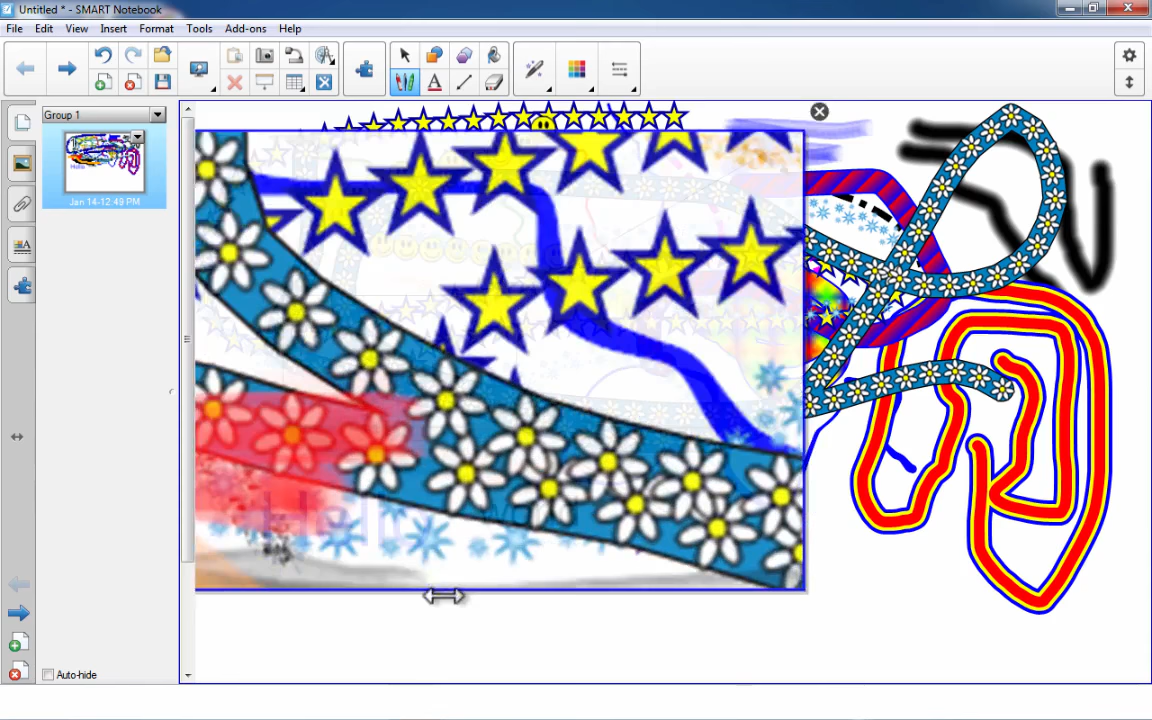 Untitled * - SMART Notebook
File Edit View Insert Format Tools Add-ons Help
Group 1
Jan 14-12:49 PM
Auto-hide